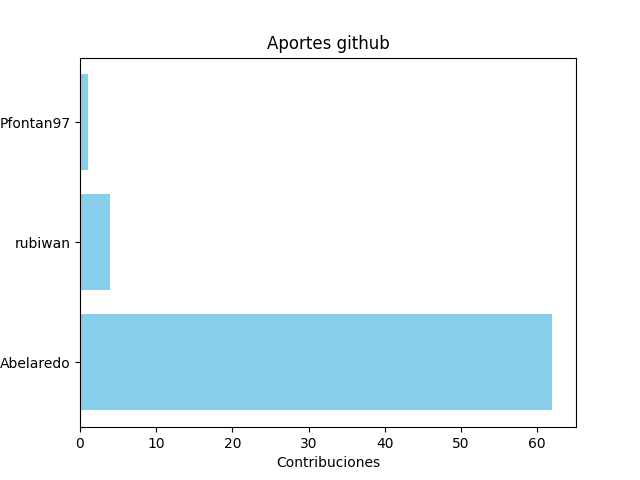 Aportes github
Pfontan97
rubiwan
Abelaredo
0 10 20 30 40 50 60
Contribuciones